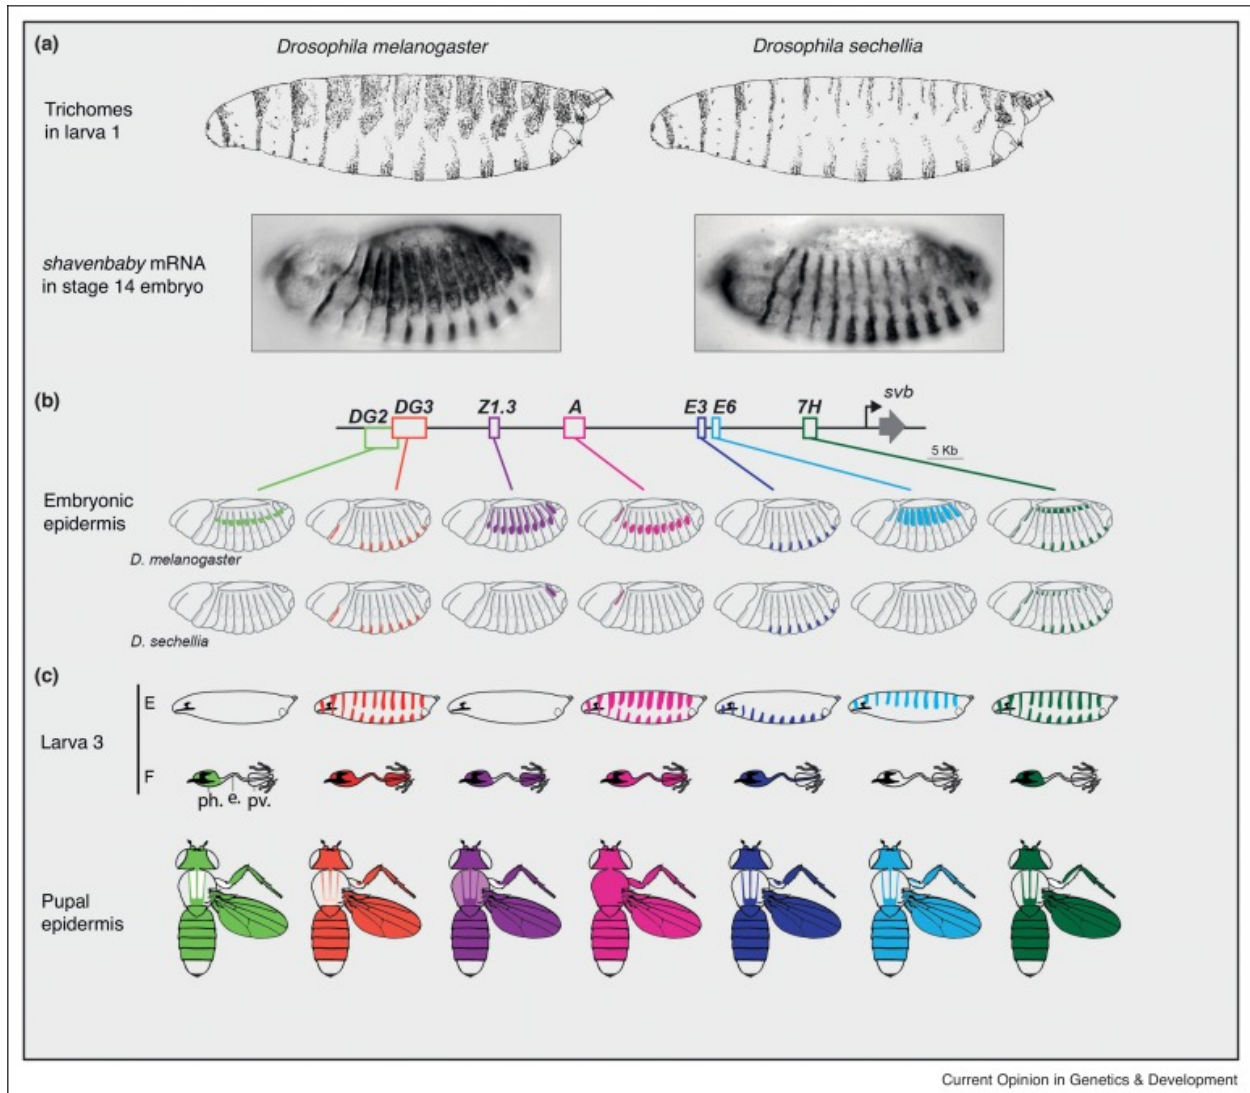 (a)
Drosophila melanogaster
Drosophila sechellia
Trichomes
in larva 1
shavenbaby mRNA
in stage 14 embryo
(b)
DG2 DG3 Z1.3 A E3 E6 7H svb
5 Kb
Embryonic
epidermis
D. melanogaster
D. sechellia
(c)
E
Larva 3
F
ph. e. pv.
Pupal
epidermis
Current Opinion in Genetics & Development